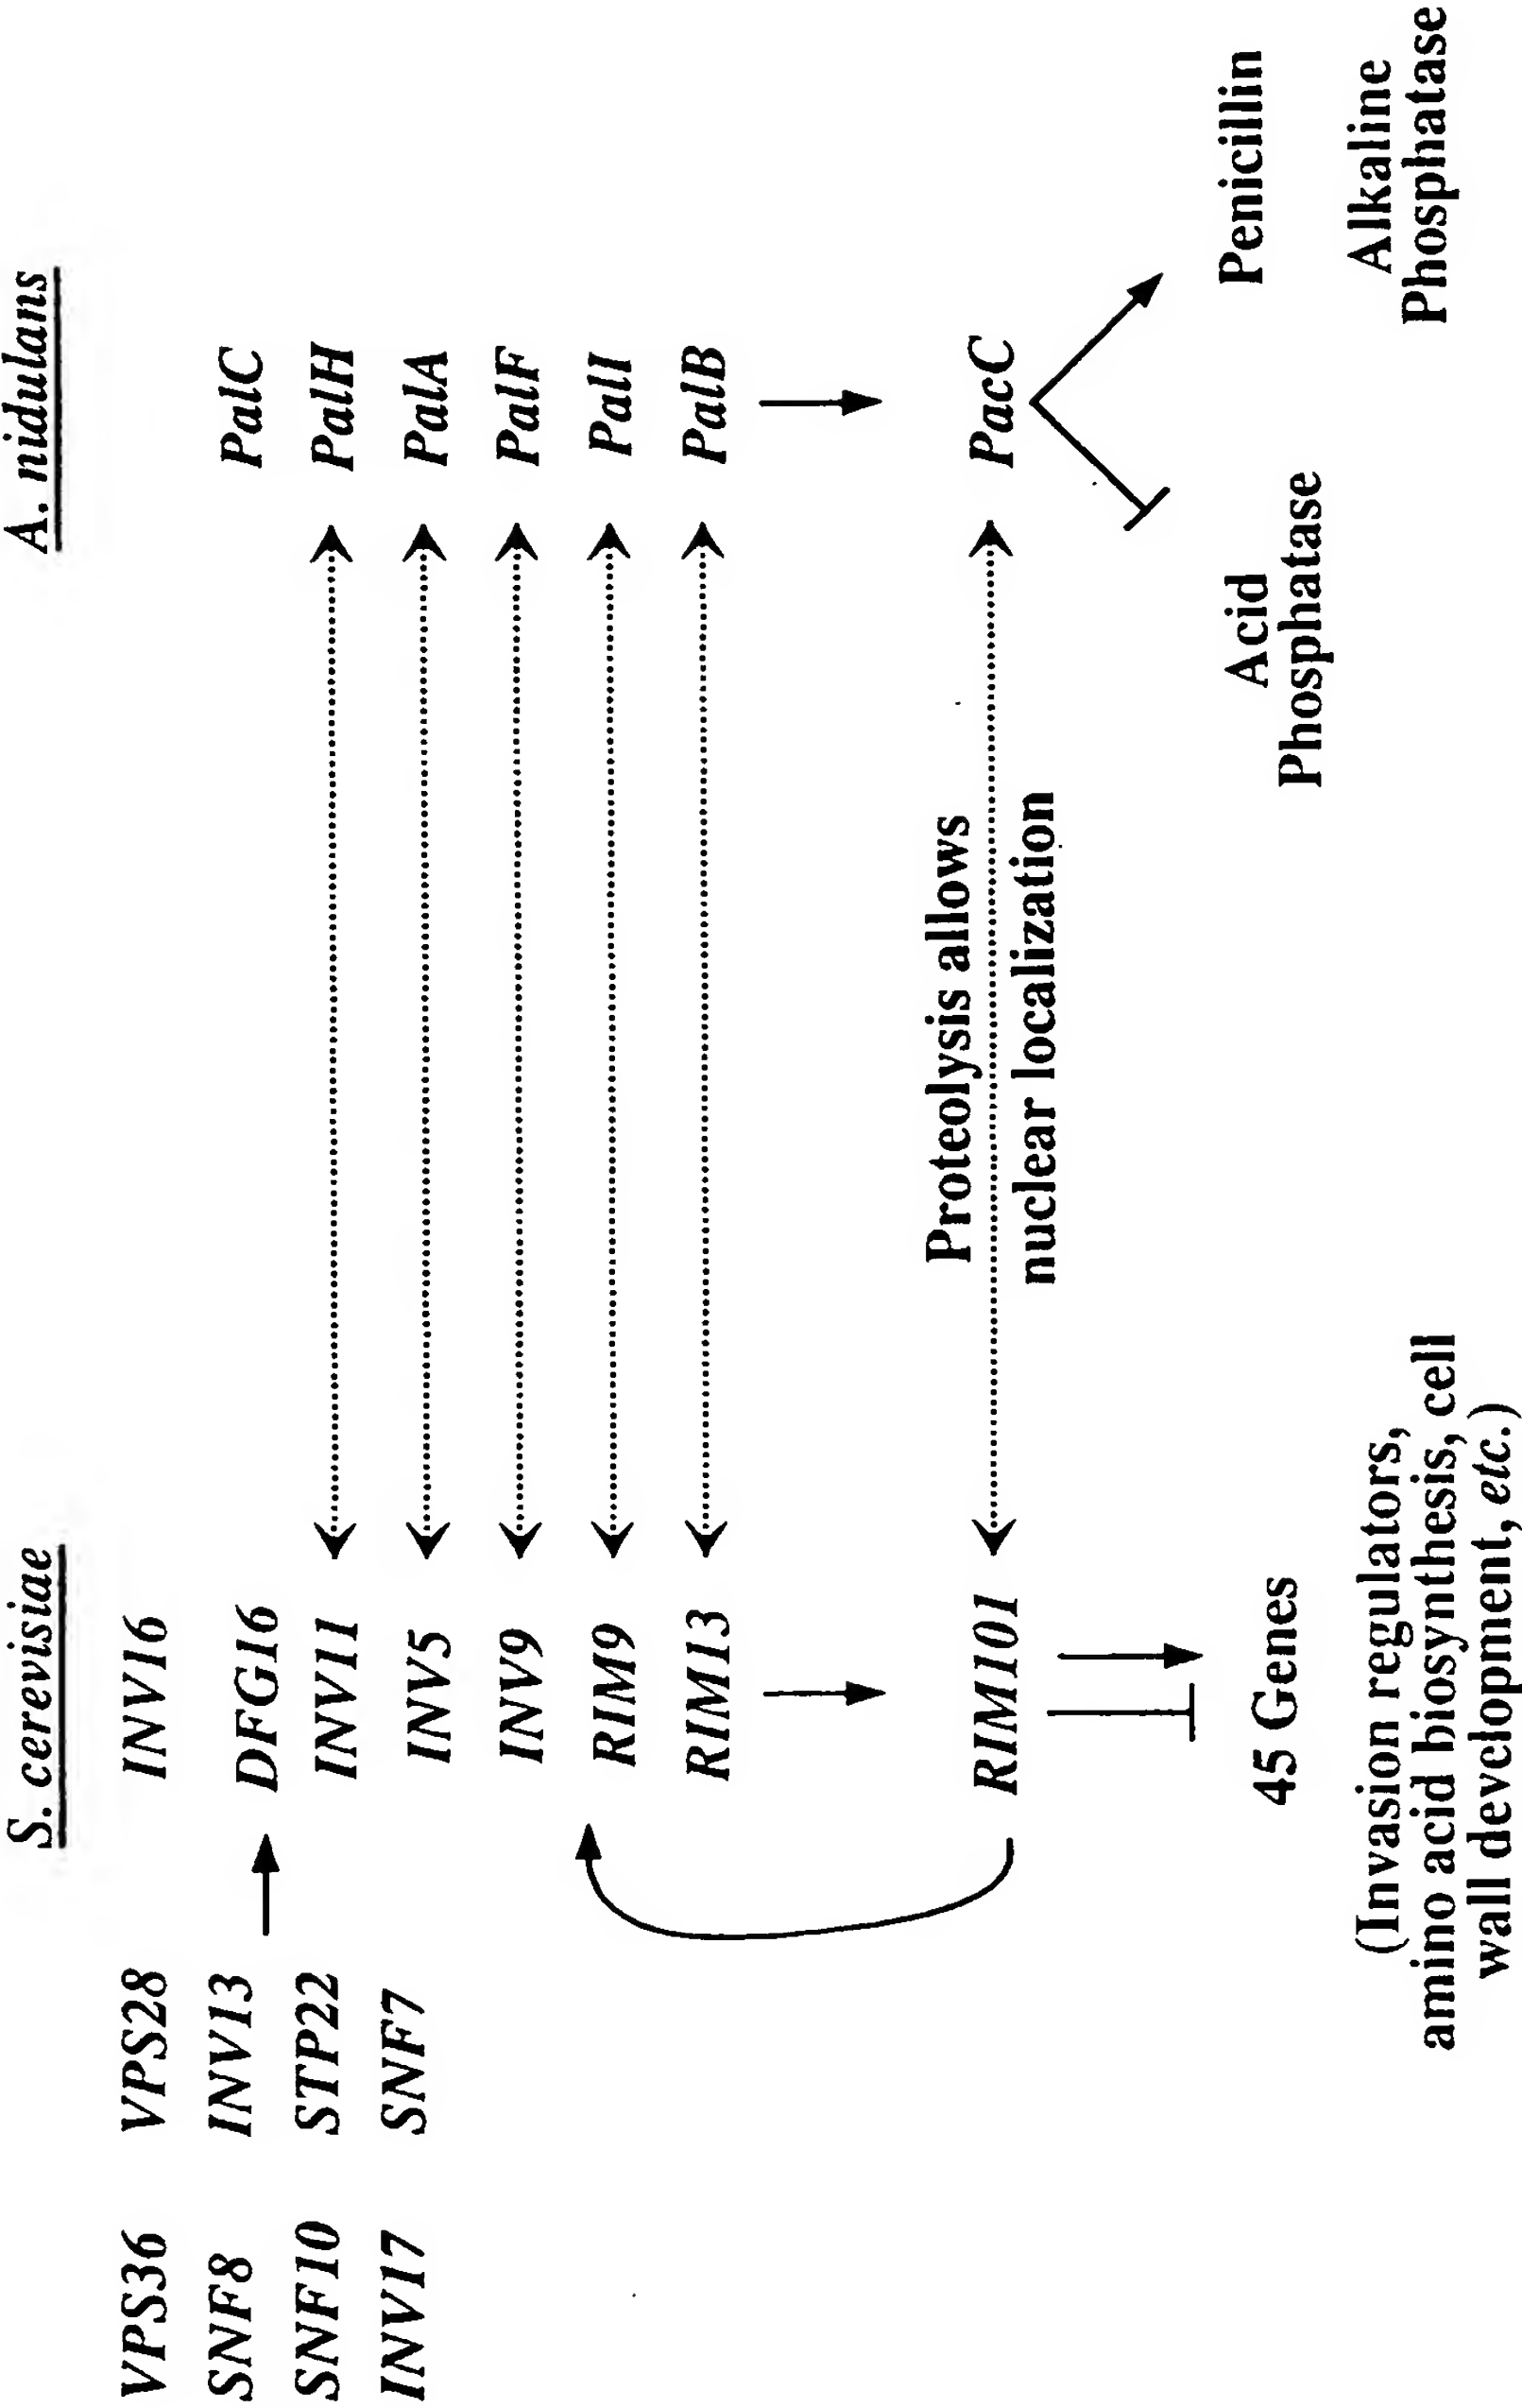 S. cerevisiae
A. nidulans
VPS36 VPS28 INV16
SNF8 INV13 DFG16 PalC
SNF10 STP22 INV11 PalH
INV17 SNF7 INV5 PalA
INV9 PalF
RIM9 PalI
RIM13 PalB
Proteolysis allows
RIM101 PacC
nuclear localization
45 Genes
(Invasion regulators,
amino acid biosynthesis, cell
wall development, etc.)
Acid
Phosphatase
Penicillin
Alkaline
Phosphatase